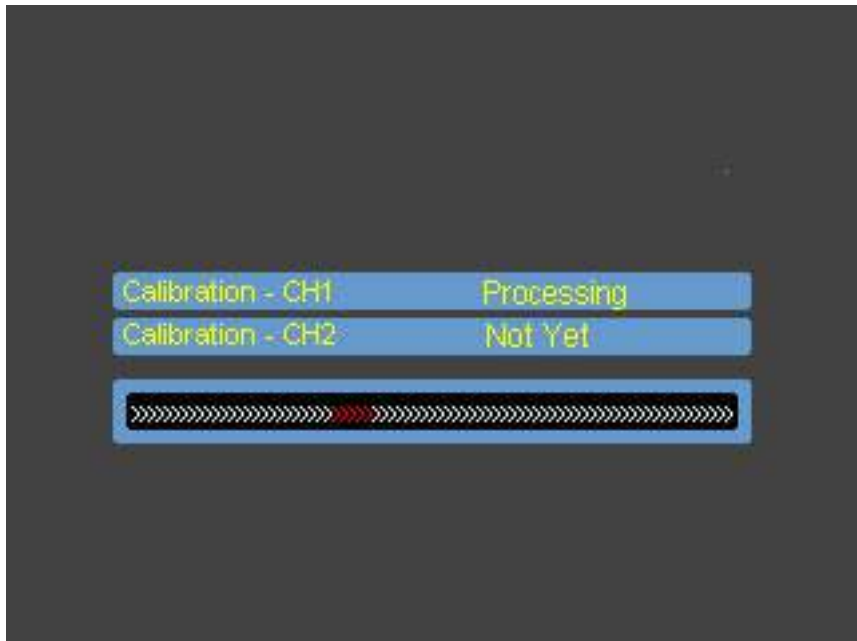 Calibration - CH1 Processing
Calibration - CH2 Not Yet